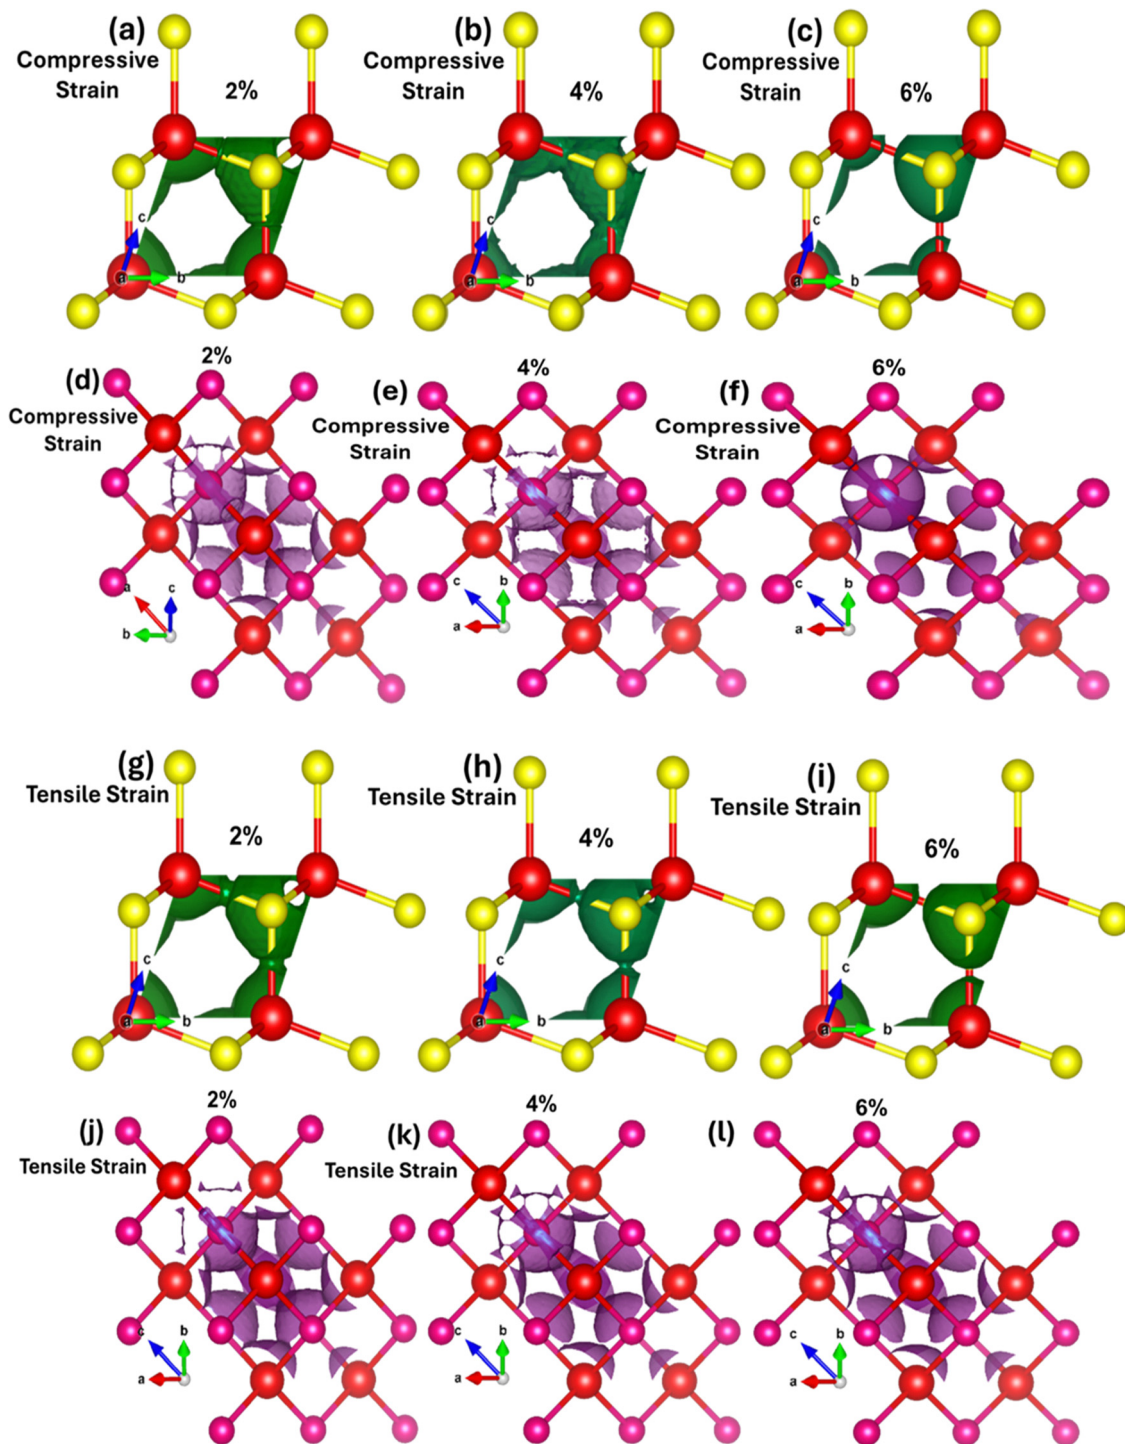 (a)
Compressive
Strain
2%
c
a
b
(b)
Compressive
Strain
4%
c
a
b
(c)
Compressive
Strain
6%
c
a
b
(d)
2%
Compressive
Strain
a
c
b
(e)
4%
Compressive
Strain
c
b
a
(f)
6%
Compressive
Strain
c
b
a
(g)
Tensile Strain
2%
c
a
b
(h)
Tensile Strain
4%
c
a
b
(i)
Tensile Strain
6%
c
a
b
(j)
2%
Tensile Strain
c
b
a
(k)
4%
Tensile Strain
c
b
a
(l)
6%
c
b
a